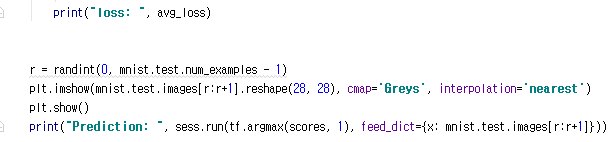 print("loss: ", avg_loss)
r = randint(0, mnist.test.num_examples - 1)
plt.imshow(mnist.test.images[r:r+1].reshape(28, 28), cmap='Greys', interpolation='nearest')
plt.show()
print("Prediction: ", sess.run(tf.argmax(scores, 1), feed_dict={x: mnist.test.images[r:r+1]}))